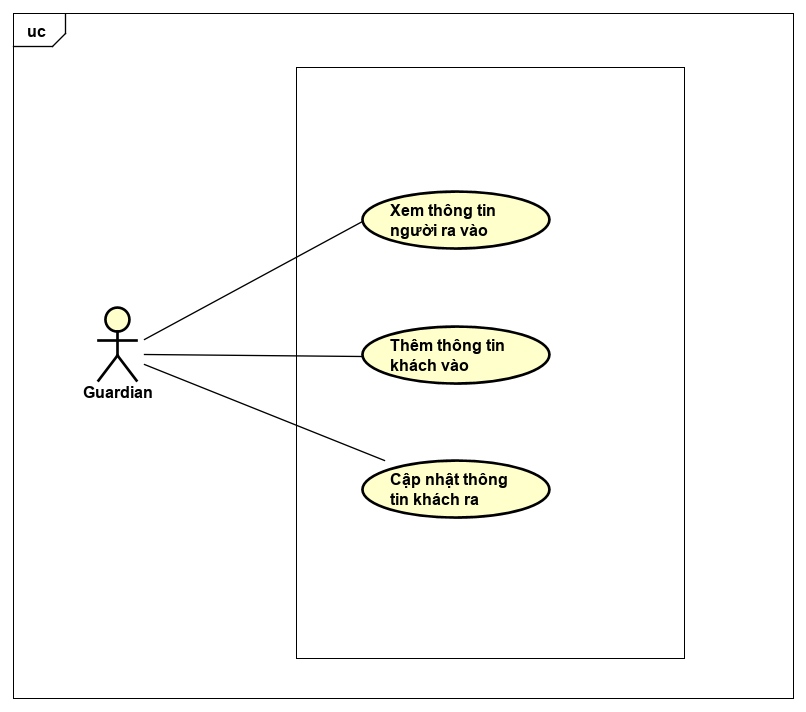 uc
Xem thông tin
người ra vào
Thêm thông tin
khách vào
Guardian
Cập nhật thông
tin khách ra